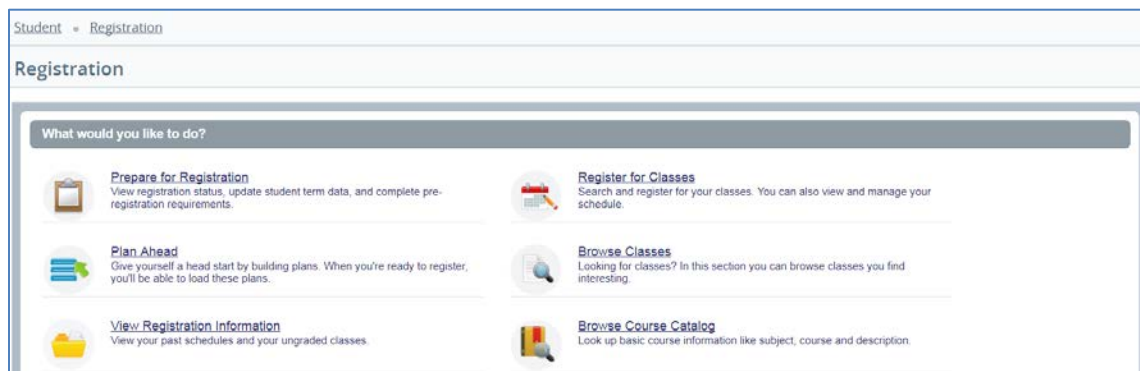 Student • Registration
Registration
What would you like to do?
Prepare for Registration
View registration status, update student term data, and complete pre-
registration requirements.
Register for Classes
Search and register for your classes. You can also view and manage your
schedule.
Plan Ahead
Give yourself a head start by building plans. When you're ready to register,
you'll be able to load these plans.
Browse Classes
Looking for classes? In this section you can browse classes you find
interesting.
View Registration Information
View your past schedules and your ungraded classes.
Browse Course Catalog
Look up basic course information like subject, course and description.